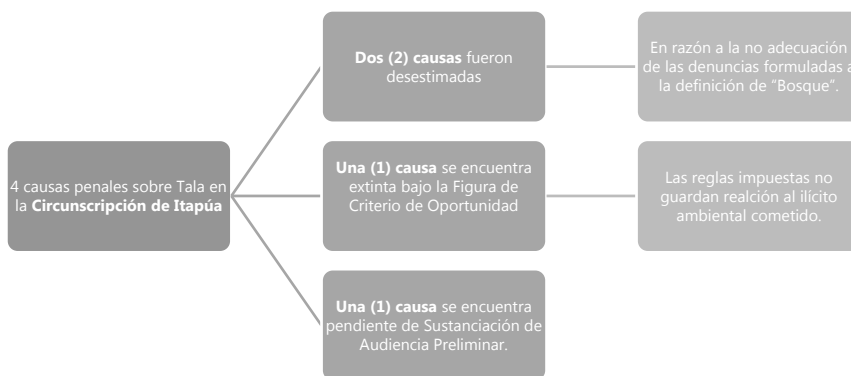 Dos (2) causas fueron
desestimadas
En razón a la no adecuación
de las denuncias formuladas a
la definición de "Bosque".
4 causas penales sobre Tala en
la Circunscripción de Itapúa
Una (1) causa se encuentra
extinta bajo la Figura de
Criterio de Oportunidad
Las reglas impuestas no
guardan realción al ilícito
ambiental cometido.
Una (1) causa se encuentra
pendiente de Sustanciación de
Audiencia Preliminar.